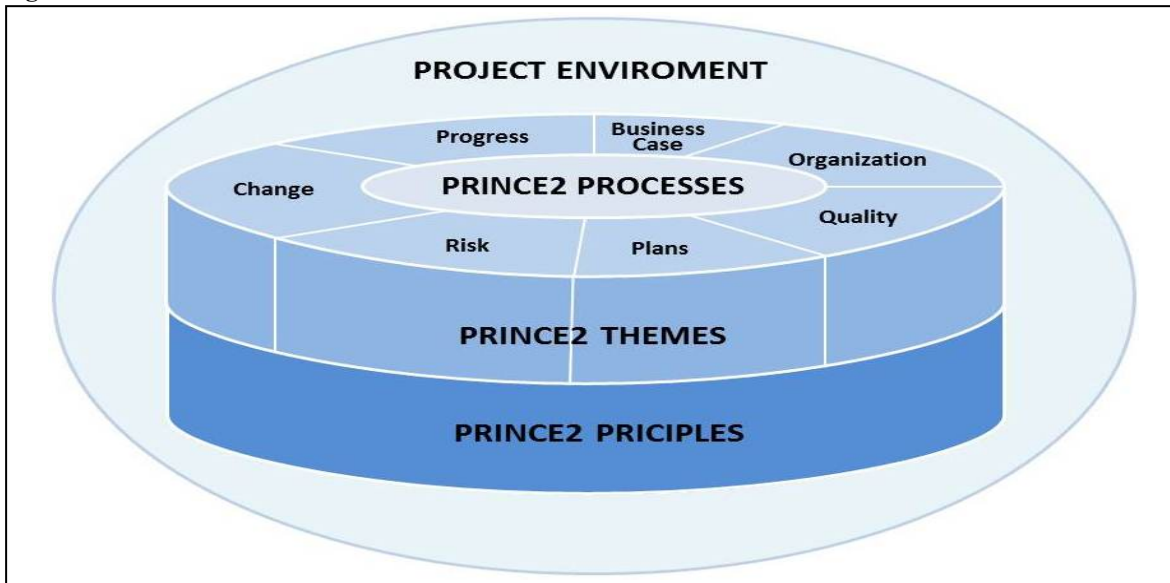 PROJECT ENVIROMENT
Progress
Business
Case
Organization
Change
PRINCE2 PROCESSES
Quality
Risk
Plans
PRINCE2 THEMES
PRINCE2 PRICIPLES